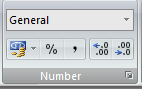 General
% , .0 .00 .00 .0
Number